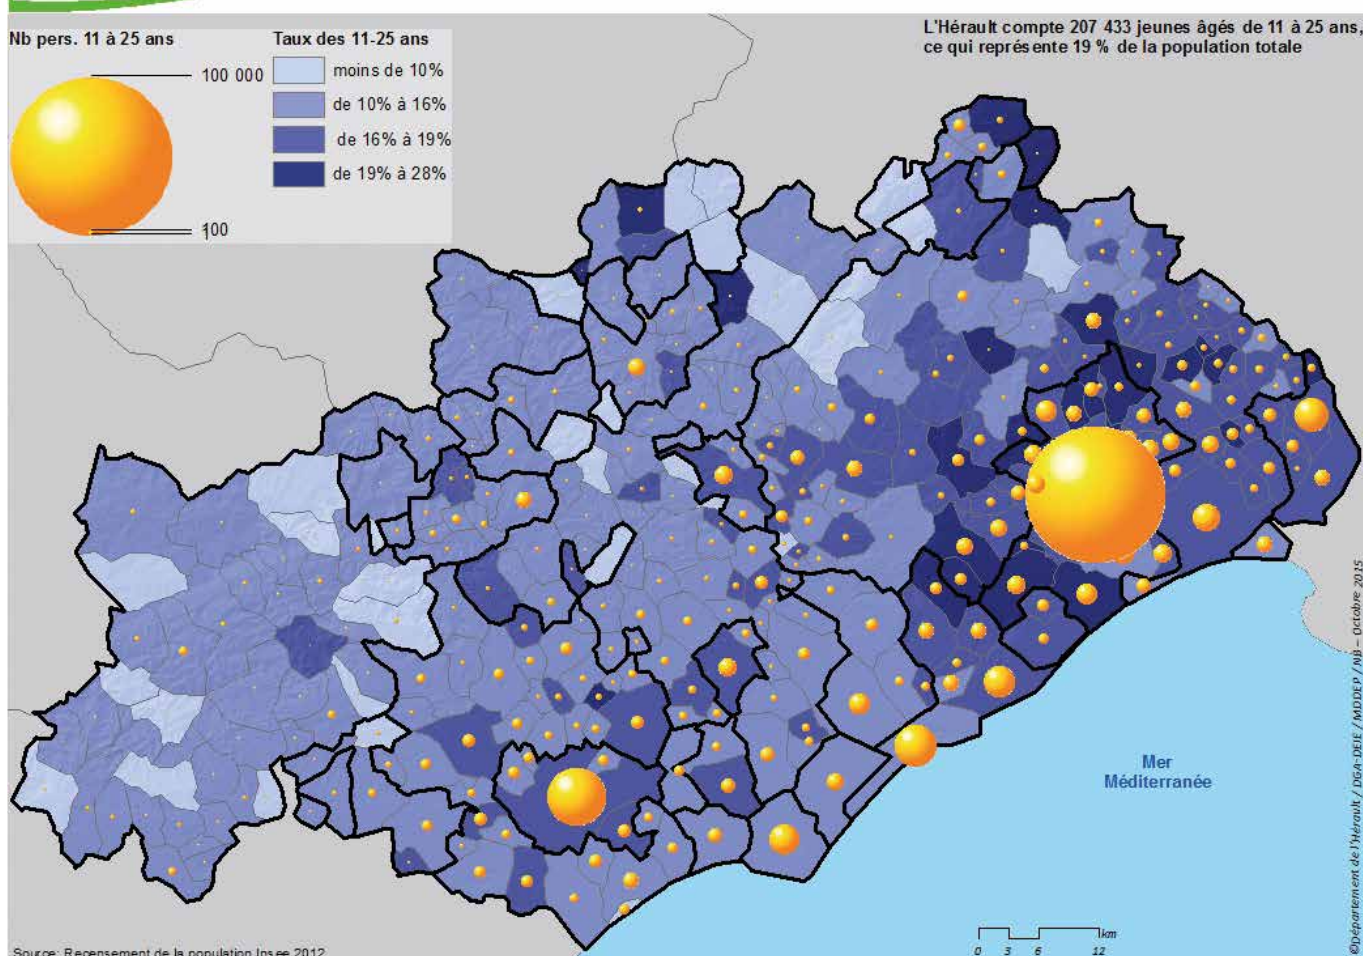 Nb pers. 11 à 25 ans
100 000
100
1
Taux des 11-25 ans
moins de 10%
de 10% à 16%
de 16% à 19%
de 19% à 28%
L'Hérault compte 207 433 jeunes âgés de 11 à 25 ans,
ce qui représente 19 % de la population totale
Mer
Méditerranée
km
0 3 6 12
Source: Recensement de la population Insee 2012
©Département de l'Hérault / DGA-DEIE / MDDEP / NB – Octobre 2015